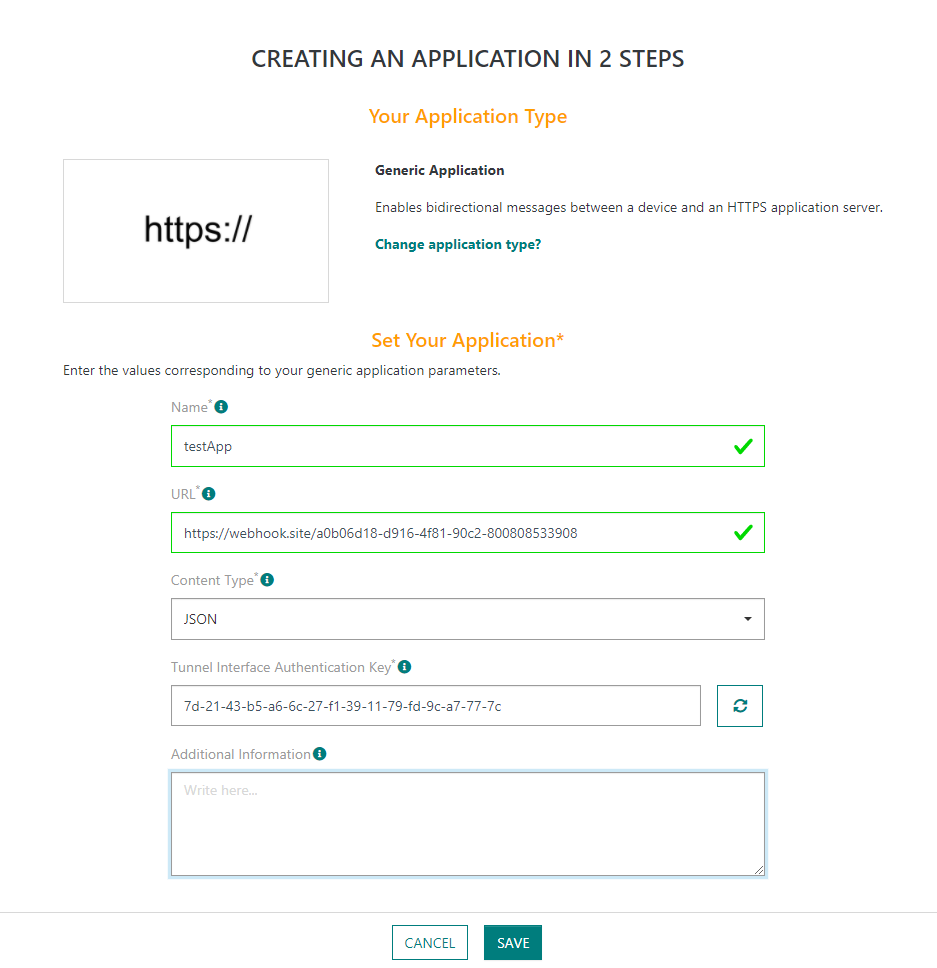 CREATING AN APPLICATION IN 2 STEPS
Your Application Type
https://
Generic Application
Enables bidirectional messages between a device and an HTTPS application server.
Change application type?
Set Your Application*
Enter the values corresponding to your generic application parameters.
Name*
testApp
URL*
https://webhook.site/a0b06d18-d916-4f81-90c2-800808533908
Content Type*
JSON
Tunnel Interface Authentication Key*
7d-21-43-b5-a6-6c-27-f1-39-11-79-fd-9c-a7-77-7c
Additional Information
Write here...
CANCEL SAVE